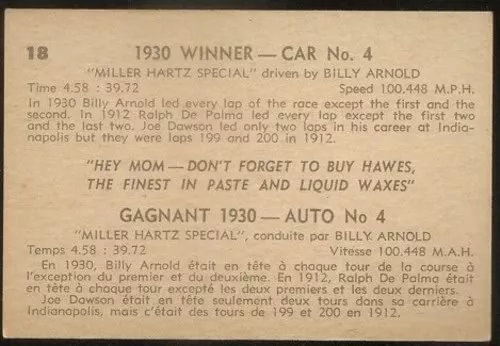 18
1930 WINNER — CAR No. 4
"MILLER HARTZ SPECIAL" driven by BILLY ARNOLD
Time 4.58 : 39.72 Speed 100.448 M.P.H.
In 1930 Billy Arnold led every lap of the race except the first and the
second. In 1912 Ralph De Palma led every lap except the first two
and the last two. Joe Dawson led only two laps in his career at India-
napolis but they were laps 199 and 200 in 1912.
"HEY MOM — DON'T FORGET TO BUY HAWES,
THE FINEST IN PASTE AND LIQUID WAXES"
GAGNANT 1930 — AUTO No 4
"MILLER HARTZ SPECIAL", conduite par BILLY ARNOLD
Temps 4.58 : 39.72 Vitesse 100.448 M.A.H.
En 1930, Billy Arnold était en tête à chaque tour de la course à
l'exception du premier et du deuxième. En 1912, Ralph De Palma était
en tête à chaque tour excepté les deux premiers et les deux derniers.
Joe Dawson était en tête seulement deux tours dans sa carrière à
Indianapolis, mais c'était des tours de 199 et 200 en 1912.